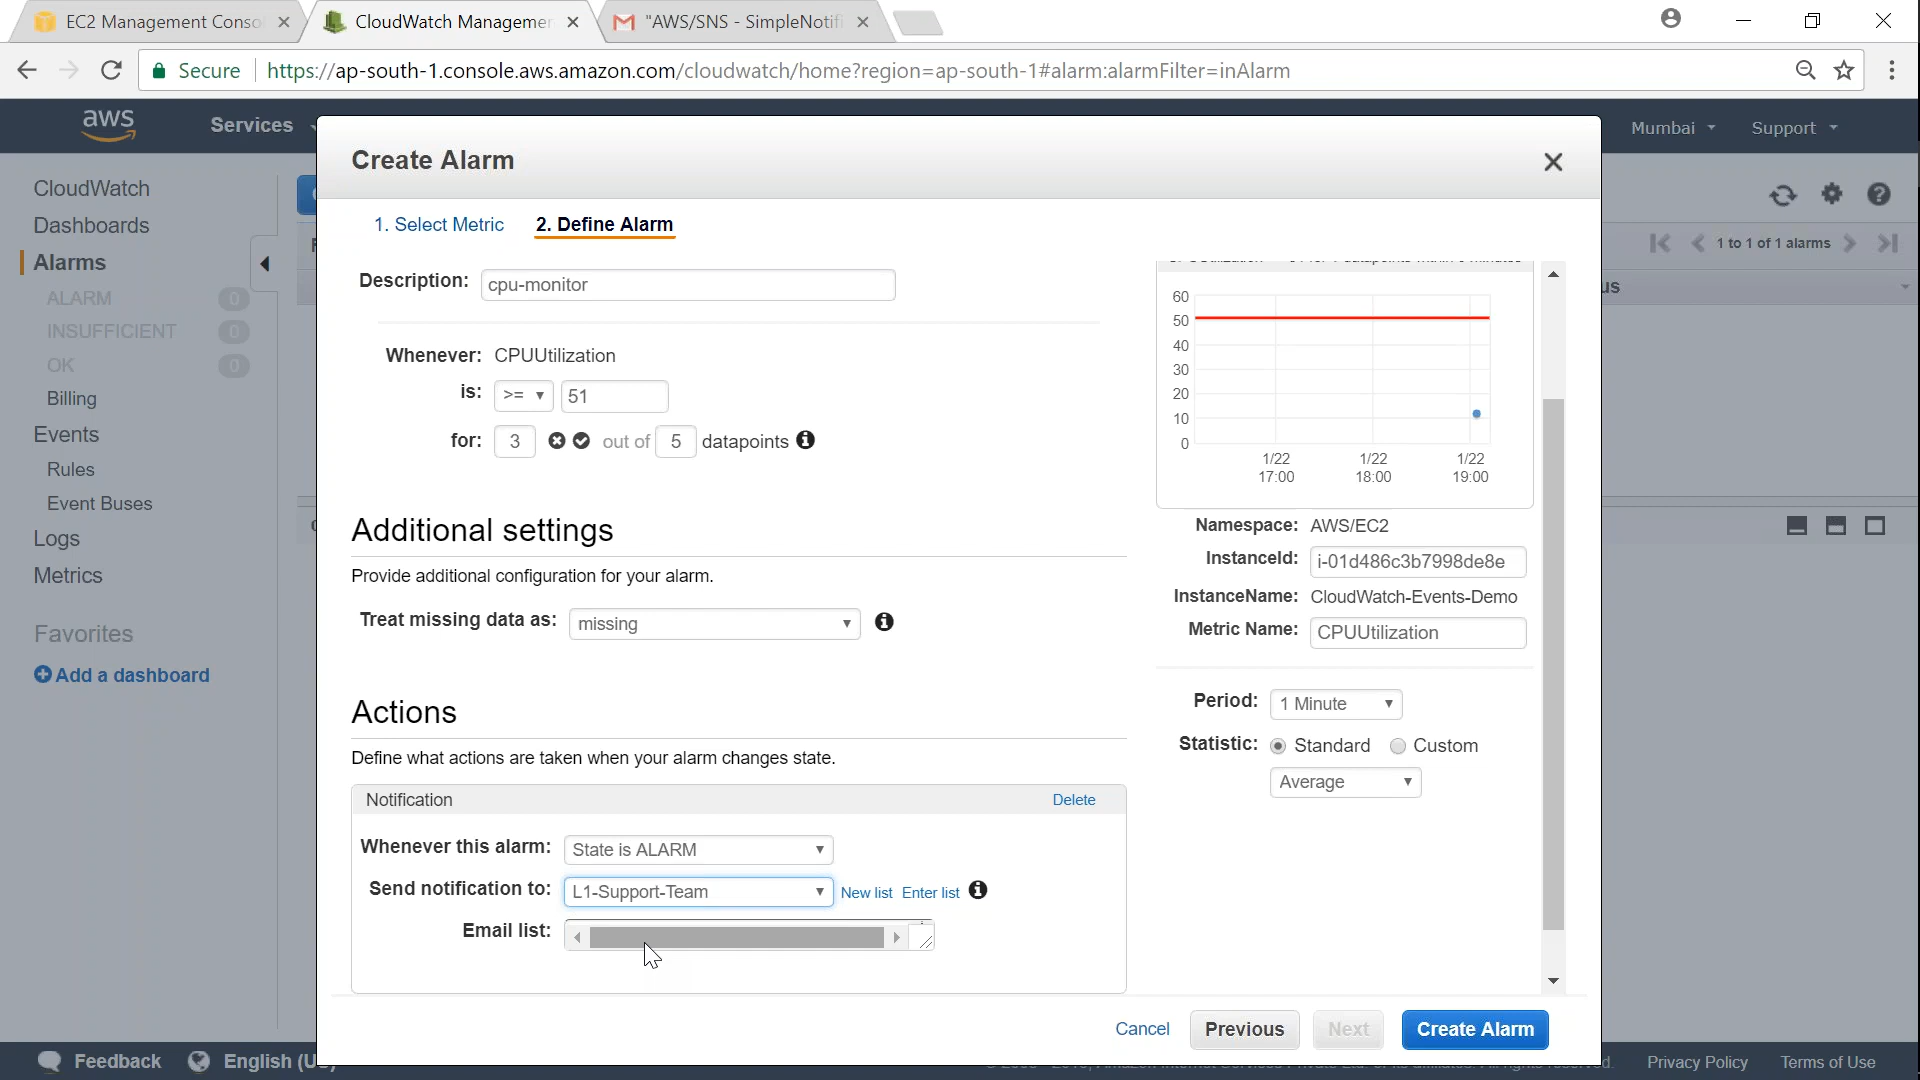 EC2 Management Conso
CloudWatch Managemen
"AWS/SNS - SimpleNotifi
Secure
https://ap-south-1.console.aws.amazon.com/cloudwatch/home?region=ap-south-1#alarm:alarmFilter=inAlarm
aws
Services
Mumbai
Support
CloudWatch
Dashboards
Alarms
ALARM 0
INSUFFICIENT 0
OK 0
Billing
Events
Rules
Event Buses
Logs
Metrics
Favorites
Add a dashboard
1 to 1 of 1 alarms
us
Create Alarm
1. Select Metric
2. Define Alarm
Description: cpu-monitor
Whenever: CPUUtilization
is: >= 51
for: 3 out of 5 datapoints
Additional settings
Provide additional configuration for your alarm.
Treat missing data as: missing
Actions
Define what actions are taken when your alarm changes state.
Notification
Delete
Whenever this alarm: State is ALARM
Send notification to: L1-Support-Team New list Enter list
Email list:
60
50
40
30
20
10
0
1/22 1/22 1/22
17:00 18:00 19:00
Namespace: AWS/EC2
InstanceId: i-01d486c3b7998de8e
InstanceName: CloudWatch-Events-Demo
Metric Name: CPUUtilization
Period: 1 Minute
Statistic: Standard Custom
Average
Cancel
Previous
Next
Create Alarm
Feedback
English (U
Privacy Policy
Terms of Use